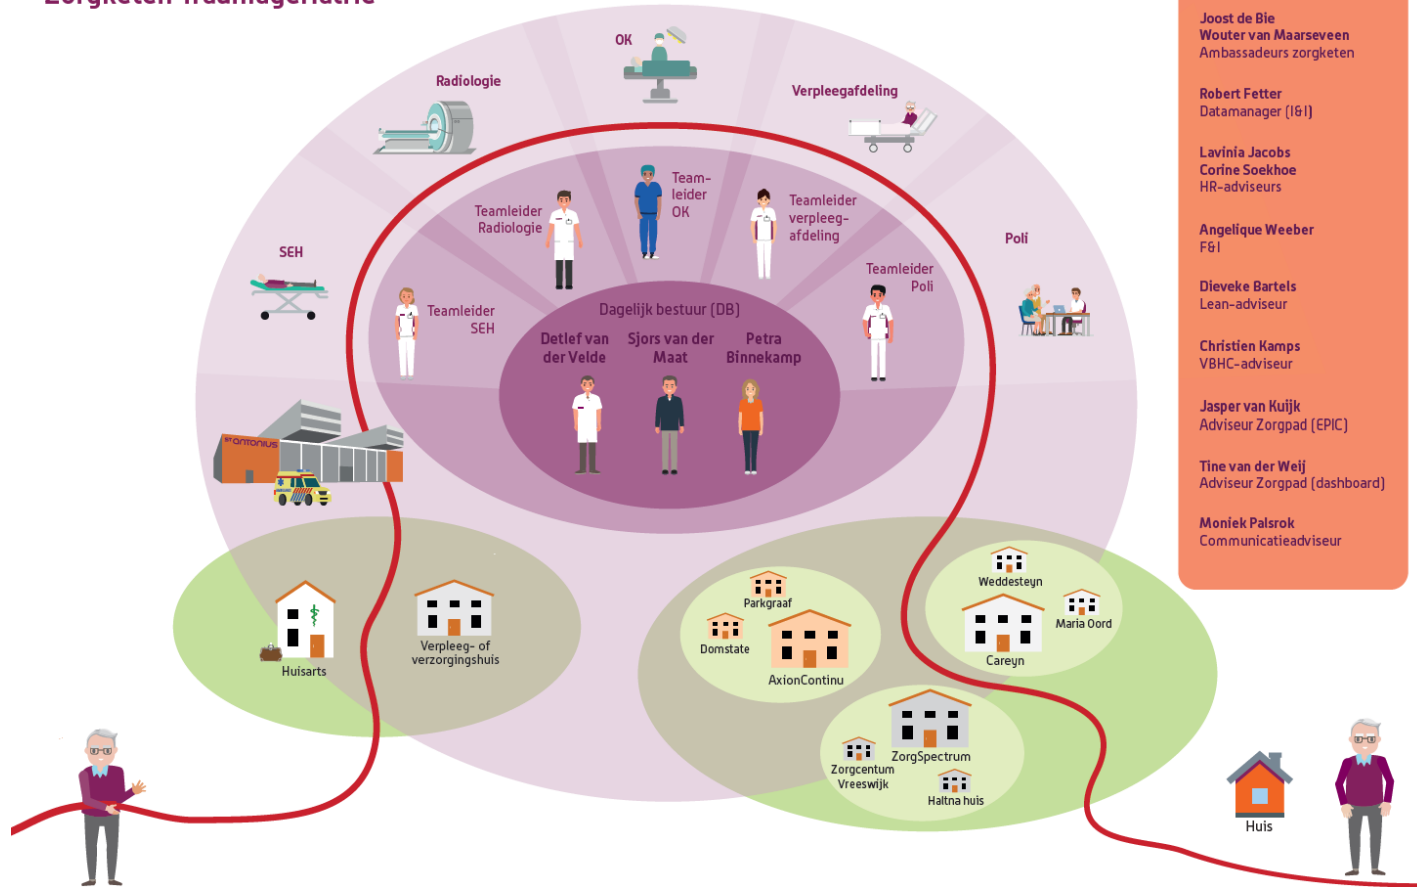 Zorgketen Traumageriatrie
OK
Radiologie
Verpleegafdeling
SEH
Poli
Team-
leider
OK
Teamleider
Radiologie
Teamleider
verpleeg-
afdeling
Teamleider
Poli
Teamleider
SEH
Dagelijk bestuur (DB)
Detlef van
der Velde
Sjors van der
Maat
Petra
Binnekamp
ST ANTONIUS
Huisarts
Verpleeg- of
verzorgingshuis
Parkgraaf
Domstate
AxionContinu
Weddesteyn
Maria Oord
Careyn
ZorgSpectrum
Zorgcentum
Vreeswijk
Haltna huis
Huis
Joost de Bie
Wouter van Maarseveen
Ambassadeurs zorgketen
Robert Fetter
Datamanager (I&I)
Lavinia Jacobs
Corine Soekhoe
HR-adviseurs
Angelique Weeber
F&I
Dieveke Bartels
Lean-adviseur
Christien Kamps
VBHC-adviseur
Jasper van Kuijk
Adviseur Zorgpad (EPIC)
Tine van der Weij
Adviseur Zorgpad (dashboard)
Moniek Palsrok
Communicatieadviseur